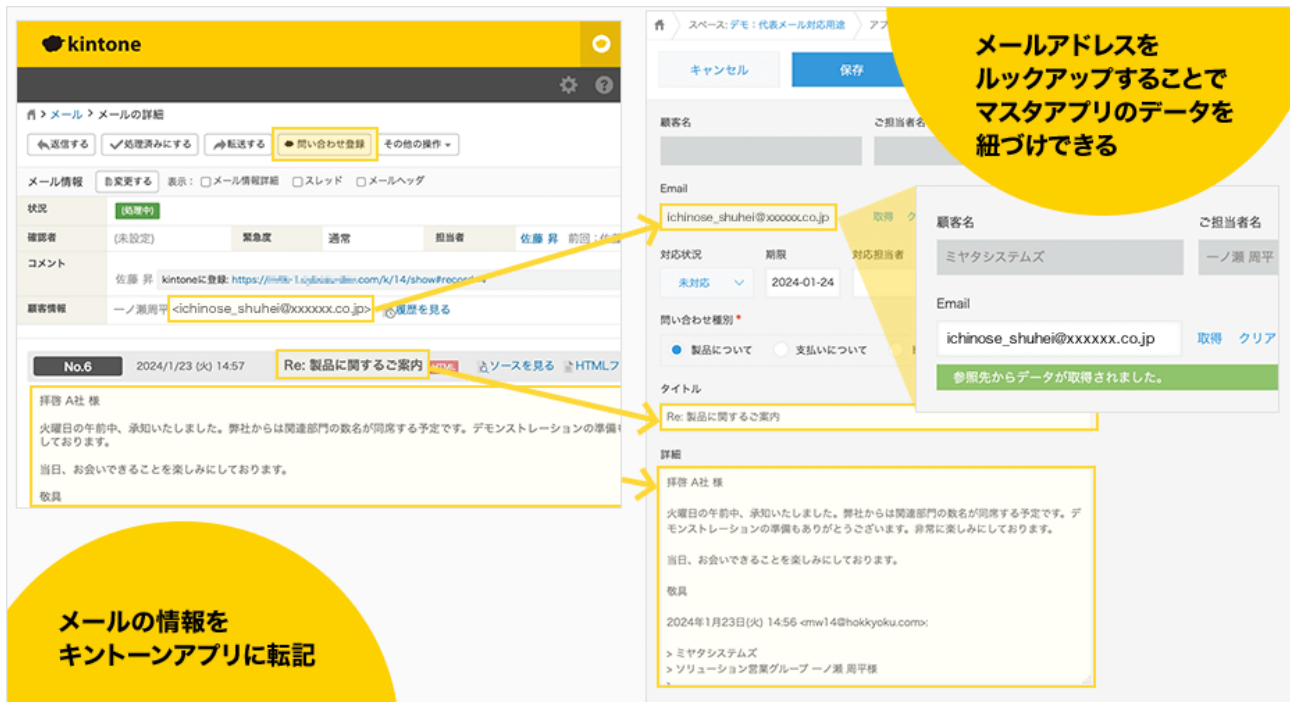 kintone
メール > メールの詳細
返信する 処理済みにする 転送する 問い合わせ登録 その他の操作
メール情報 変更する 表示: メール情報詳細 スレッド メールヘッダ
状況 (処理中)
確認者 (未設定) 緊急度 通常 担当者 佐藤 昇 前回:佐藤
コメント
佐藤 昇 kintoneに登録: https://
.com/k/14/show#record
顧客情報 一ノ瀬周平 <ichinose_shuhei@xxxxxx.co.jp> 履歴を見る
No.6 2024/1/23 (火) 14:57 Re: 製品に関するご案内 HTML ソースを見る HTMLフ
拝啓 A社 様
火曜日の午前中、承知いたしました。弊社からは関連部門の数名が同席する予定です。デモンストレーションの準備も
しております。
当日、お会いできることを楽しみにしております。
敬具
メールの情報を
キントーンアプリに転記
スペース: デモ:代表メール対応用途 アプ
キャンセル 保存
顧客名 ご担当者名
Email
ichinose_shuhei@xxxxxx.co.jp 取得 ク
対応状況 期限 対応担当者
未対応 2024-01-24
問い合わせ種別 *
製品について 支払いについて
タイトル
Re: 製品に関するご案内
詳細
拝啓 A社 様
火曜日の午前中、承知いたしました。弊社からは関連部門の数名が同席する予定です。デ
モンストレーションの準備もありがとうございます。非常に楽しみにしております。
当日、お会いできることを楽しみにしております。
敬具
2024年1月23日(火) 14:56 <mw14@hokkyoku.com>:
> ミヤタシステムズ
> ソリューション営業グループ 一ノ瀬 周平様
>
メールアドレスを
ルックアップすることで
マスタアプリのデータを
紐づけできる
顧客名 ご担当者名
ミヤタシステムズ 一ノ瀬 周平
Email
ichinose_shuhei@xxxxxx.co.jp 取得 クリア
参照先からデータが取得されました。